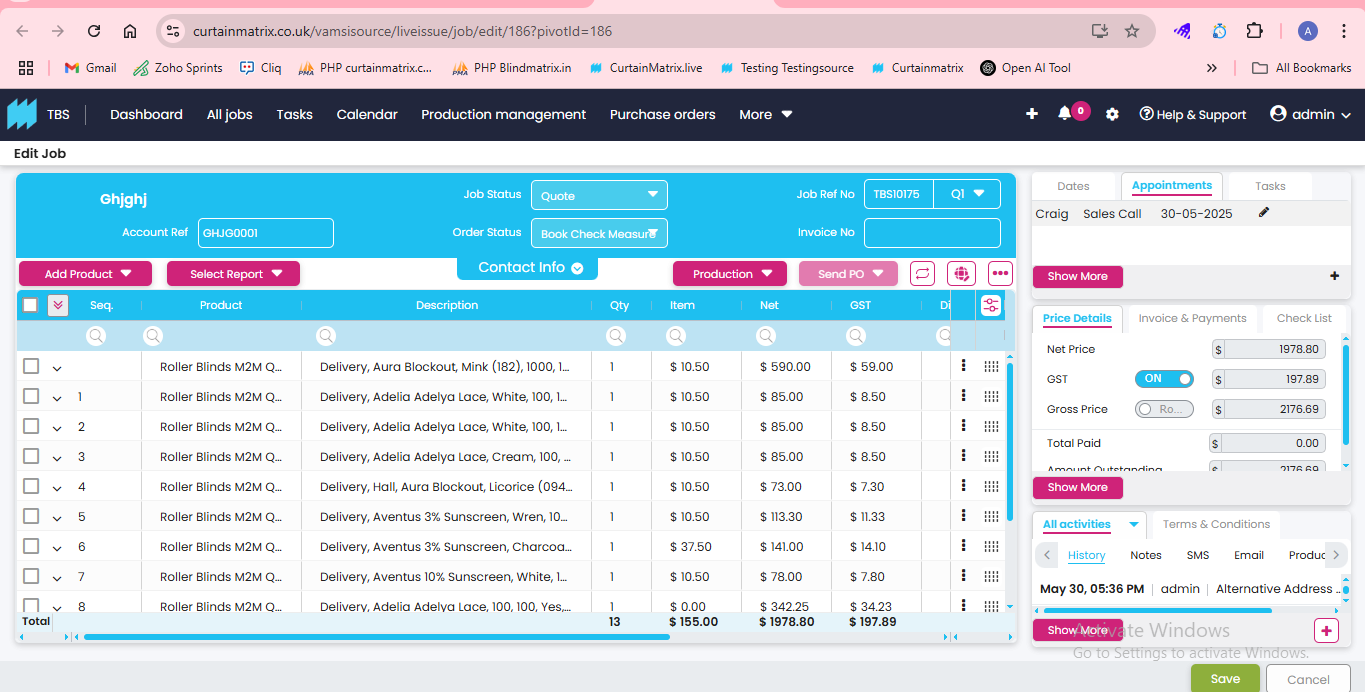 curtainmatrix.co.uk/vamsisource/liveissue/job/edit/186?pivotId=186
A
Gmail Zoho Sprints Cliq PHP curtainmatrix.c... PHP Blindmatrix.in CurtainMatrix.live Testing Testingsource Curtainmatrix Open AI Tool » All Bookmarks
TBS Dashboard All jobs Tasks Calendar Production management Purchase orders More 0 Help & Support admin
Edit Job
Ghjghj
Job Status Quote
Job Ref No TBS10175 Q1
Account Ref GHJG0001
Order Status Book Check Measure
Invoice No
Add Product Select Report Contact Info Production Send PO
Seq. Product Description Qty Item Net GST Di
Roller Blinds M2M Q... Delivery, Aura Blockout, Mink (182), 1000, 1... 1 $ 10.50 $ 590.00 $ 59.00
1 Roller Blinds M2M Q... Delivery, Adelia Adelya Lace, White, 100, 1... 1 $ 10.50 $ 85.00 $ 8.50
2 Roller Blinds M2M Q... Delivery, Adelia Adelya Lace, White, 100, 1... 1 $ 10.50 $ 85.00 $ 8.50
3 Roller Blinds M2M Q... Delivery, Adelia Adelya Lace, Cream, 100, ... 1 $ 10.50 $ 85.00 $ 8.50
4 Roller Blinds M2M Q... Delivery, Hall, Aura Blockout, Licorice (094... 1 $ 10.50 $ 73.00 $ 7.30
5 Roller Blinds M2M Q... Delivery, Aventus 3% Sunscreen, Wren, 10... 1 $ 10.50 $ 113.30 $ 11.33
6 Roller Blinds M2M Q... Delivery, Aventus 3% Sunscreen, Charcoa... 1 $ 37.50 $ 141.00 $ 14.10
7 Roller Blinds M2M Q... Delivery, Aventus 10% Sunscreen, White, 1... 1 $ 10.50 $ 78.00 $ 7.80
8 Roller Blinds M2M Q... Delivery, Adelia Adelya Lace, 100, 100, Yes,... 1 $ 0.00 $ 342.25 $ 34.23
Total 13 $ 155.00 $ 1978.80 $ 197.89
Dates Appointments Tasks
Craig Sales Call 30-05-2025
Show More
Price Details Invoice & Payments Check List
Net Price $ 1978.80
GST ON $ 197.89
Gross Price Ro... $ 2176.69
Total Paid $ 0.00
Amount Outstanding $ 2176.69
Show More
All activities Terms & Conditions
History Notes SMS Email Produc
May 30, 05:36 PM admin Alternative Address ..
Show More
Activate Windows
Go to Settings to activate Windows.
Save Cancel